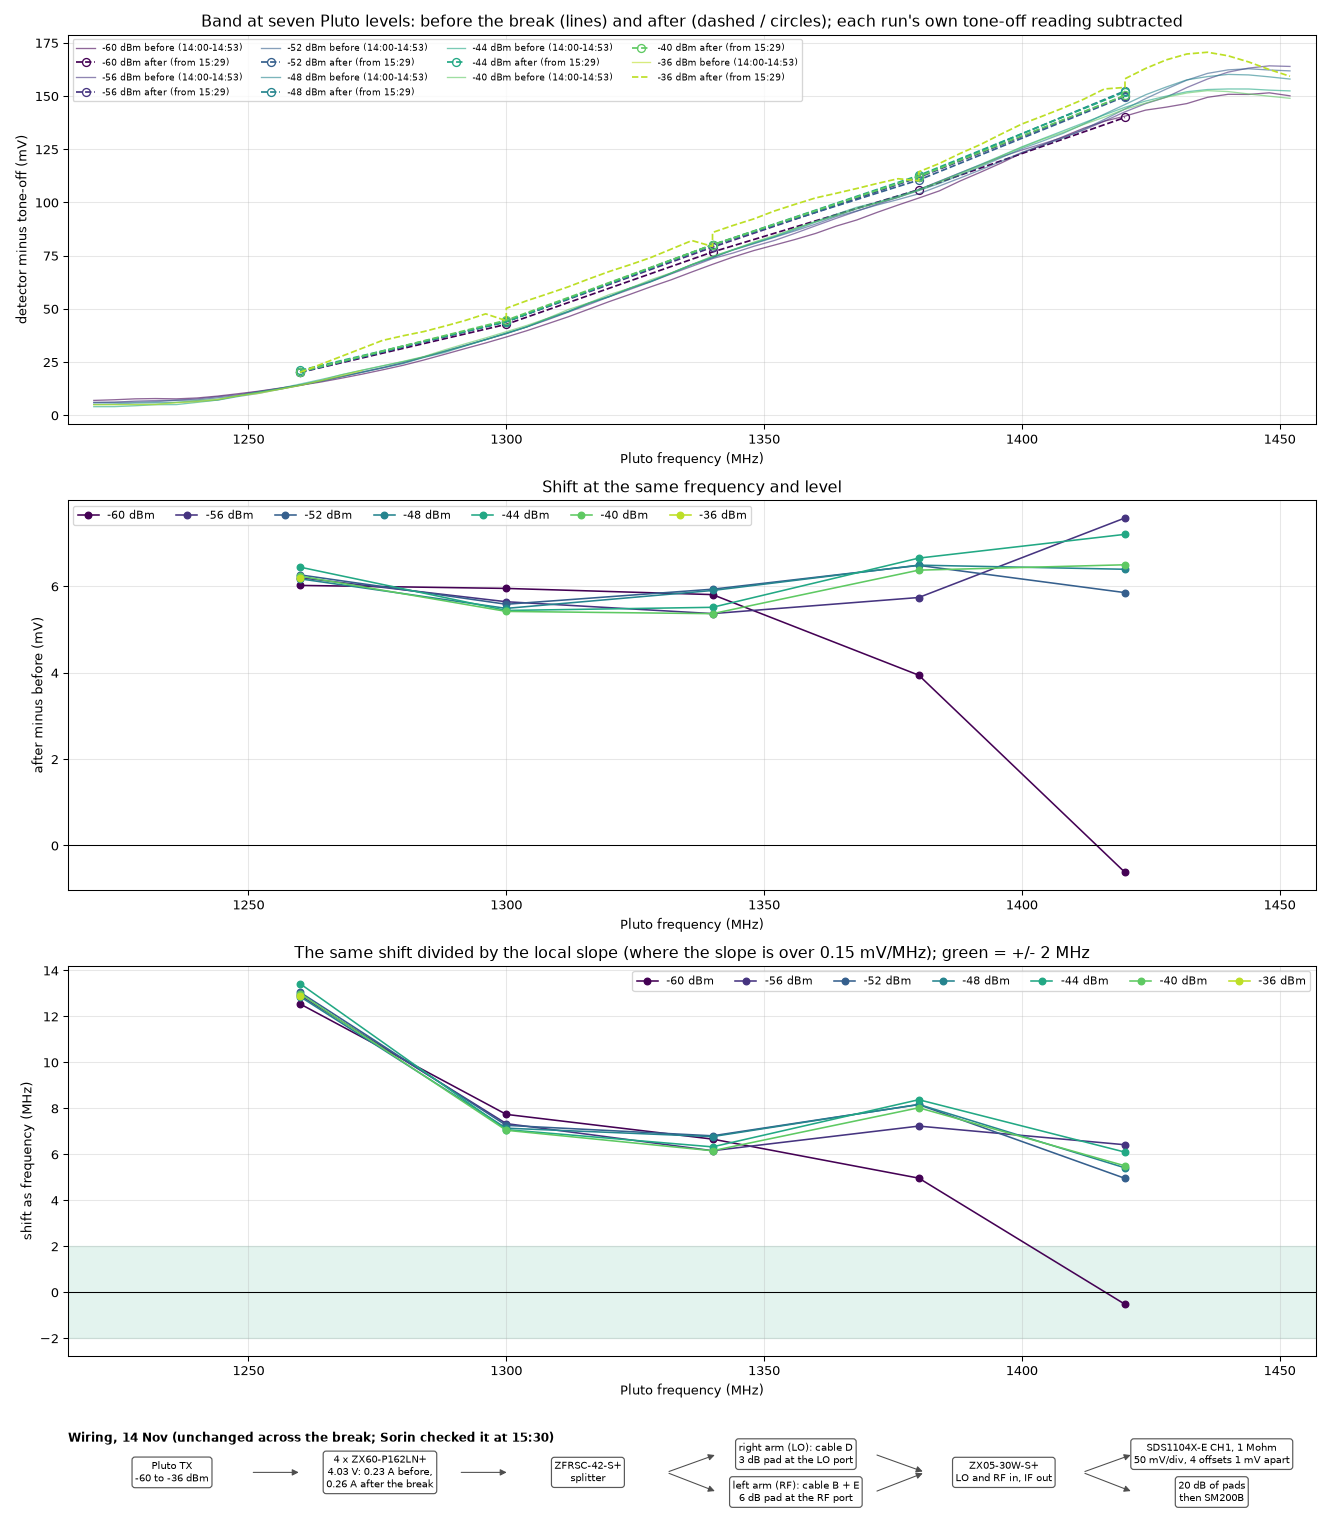 Band at seven Pluto levels: before the break (lines) and after (dashed / circles); each run's own tone-off reading subtracted
-60 dBm before (14:00-14:53)
-60 dBm after (from 15:29)
-56 dBm before (14:00-14:53)
-56 dBm after (from 15:29)
-52 dBm before (14:00-14:53)
-52 dBm after (from 15:29)
-48 dBm before (14:00-14:53)
-48 dBm after (from 15:29)
-44 dBm before (14:00-14:53)
-44 dBm after (from 15:29)
-40 dBm before (14:00-14:53)
-40 dBm after (from 15:29)
-36 dBm before (14:00-14:53)
-36 dBm after (from 15:29)
detector minus tone-off (mV)
175
150
125
100
75
50
25
0
1250 1300 1350 1400 1450
Pluto frequency (MHz)
Shift at the same frequency and level
-60 dBm -56 dBm -52 dBm -48 dBm -44 dBm -40 dBm -36 dBm
after minus before (mV)
6
4
2
0
1250 1300 1350 1400 1450
Pluto frequency (MHz)
The same shift divided by the local slope (where the slope is over 0.15 mV/MHz); green = +/- 2 MHz
-60 dBm -56 dBm -52 dBm -48 dBm -44 dBm -40 dBm -36 dBm
shift as frequency (MHz)
14
12
10
8
6
4
2
0
−2
1250 1300 1350 1400 1450
Pluto frequency (MHz)
Wiring, 14 Nov (unchanged across the break; Sorin checked it at 15:30)
Pluto TX
-60 to -36 dBm
4 x ZX60-P162LN+
4.03 V: 0.23 A before,
0.26 A after the break
ZFRSC-42-S+
splitter
right arm (LO): cable D
3 dB pad at the LO port
left arm (RF): cable B + E
6 dB pad at the RF port
ZX05-30W-S+
LO and RF in, IF out
SDS1104X-E CH1, 1 Mohm
50 mV/div, 4 offsets 1 mV apart
20 dB of pads
then SM200B